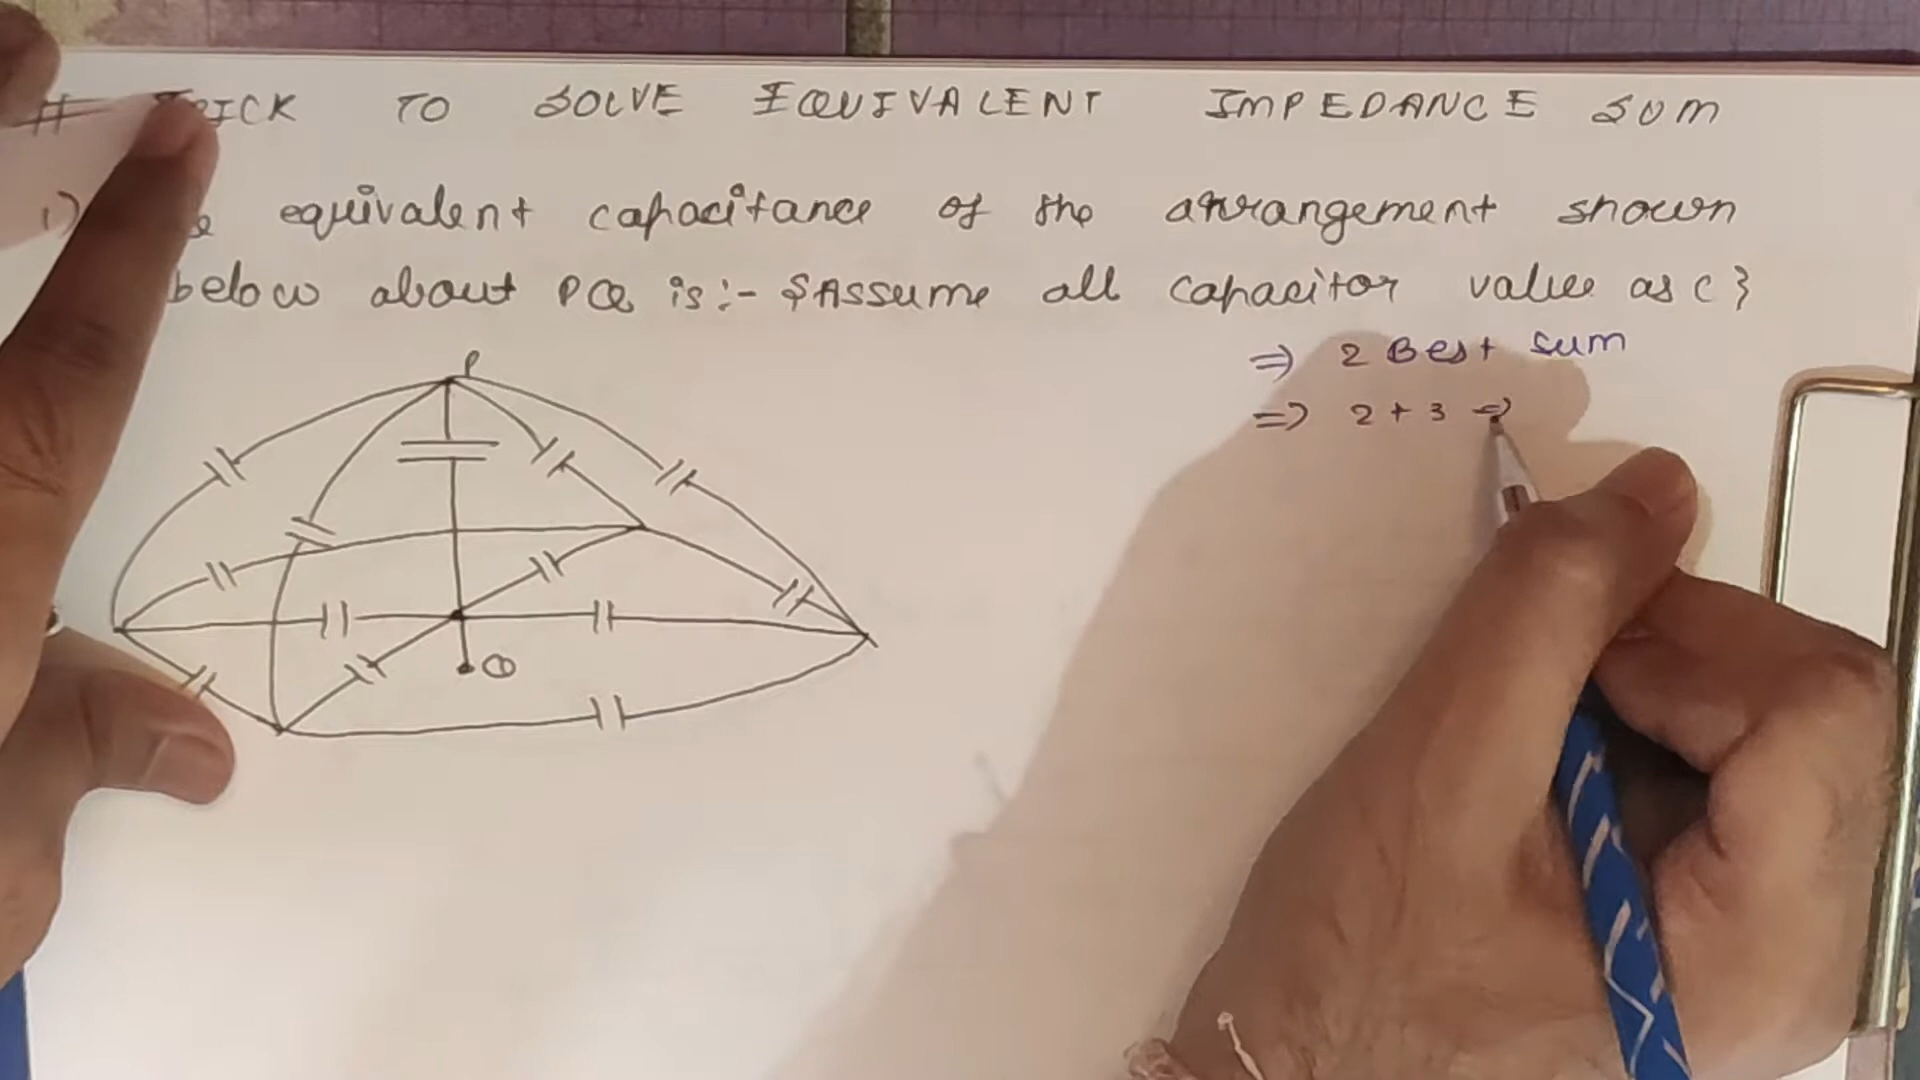 # TRICK TO SOLVE EQUIVALENT IMPEDANCE SUM
1) equivalent capacitance of the arrangement shown
below about PQ is:- {Assume all capacitor value as C}
=> 2 Best sum
=> 2 + 3 =>
P
Q